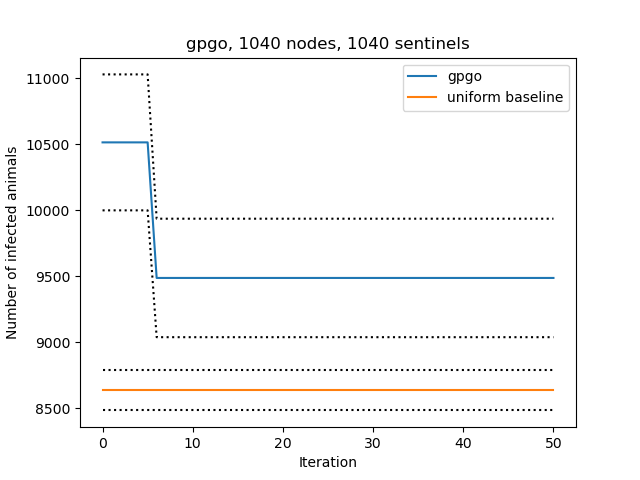 gpgo, 1040 nodes, 1040 sentinels
gpgo
uniform baseline
Number of infected animals
11000
10500
10000
9500
9000
8500
0
10
20
30
40
50
Iteration